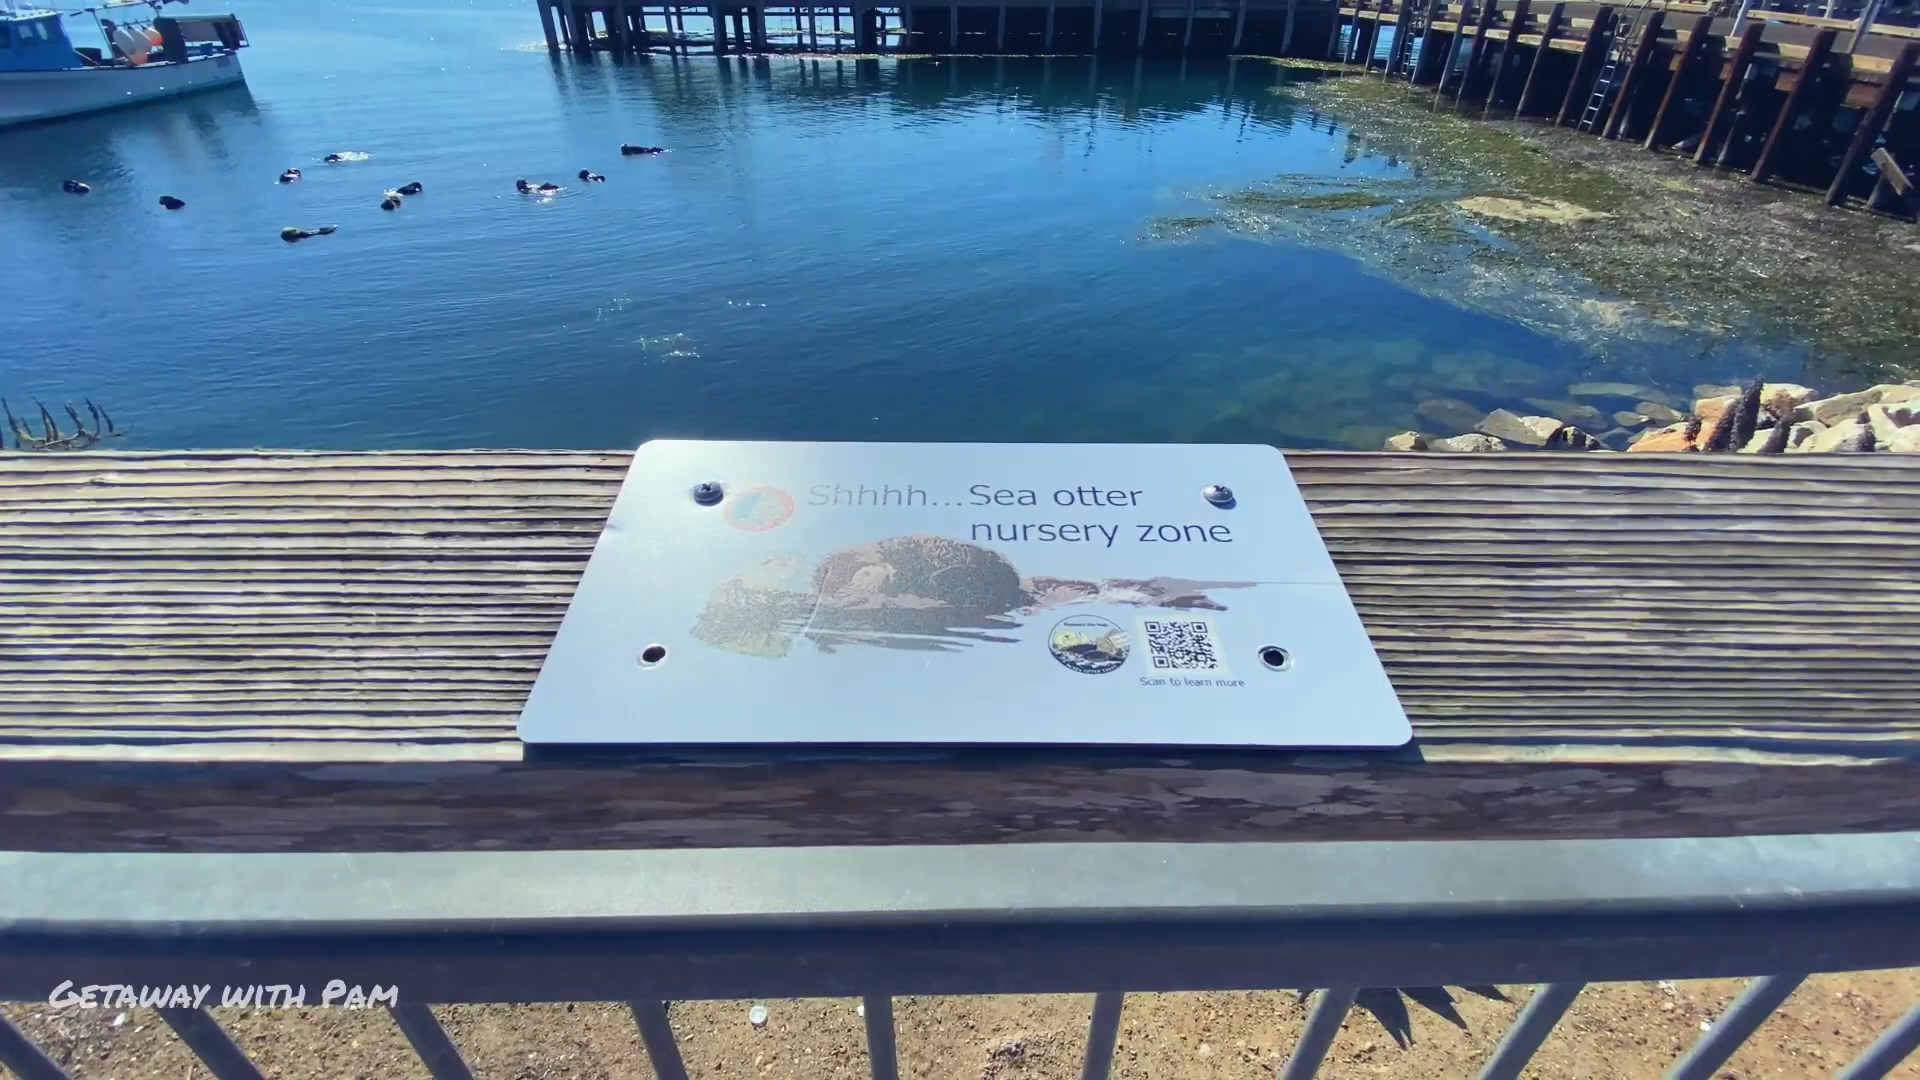 Shhhh...Sea otter
nursery zone
Scan to learn more
Getaway with Pam